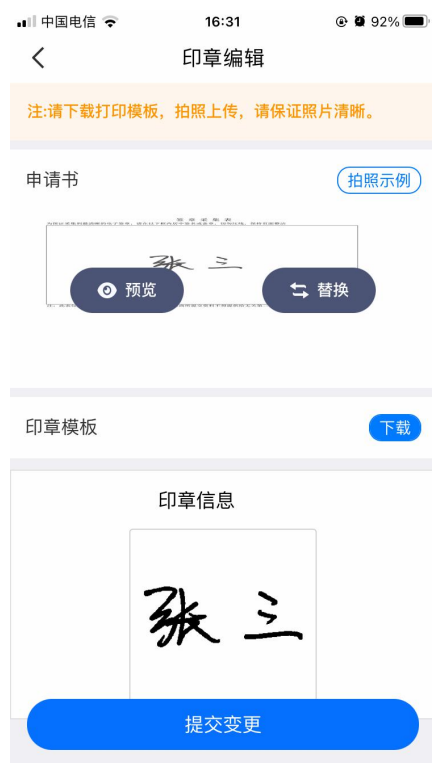 中国电信 16:31 92%
印章编辑
注:请下载打印模板，拍照上传，请保证照片清晰。
申请书 拍照示例
张三
预览 替换
印章模板 下载
印章信息
张三
提交变更